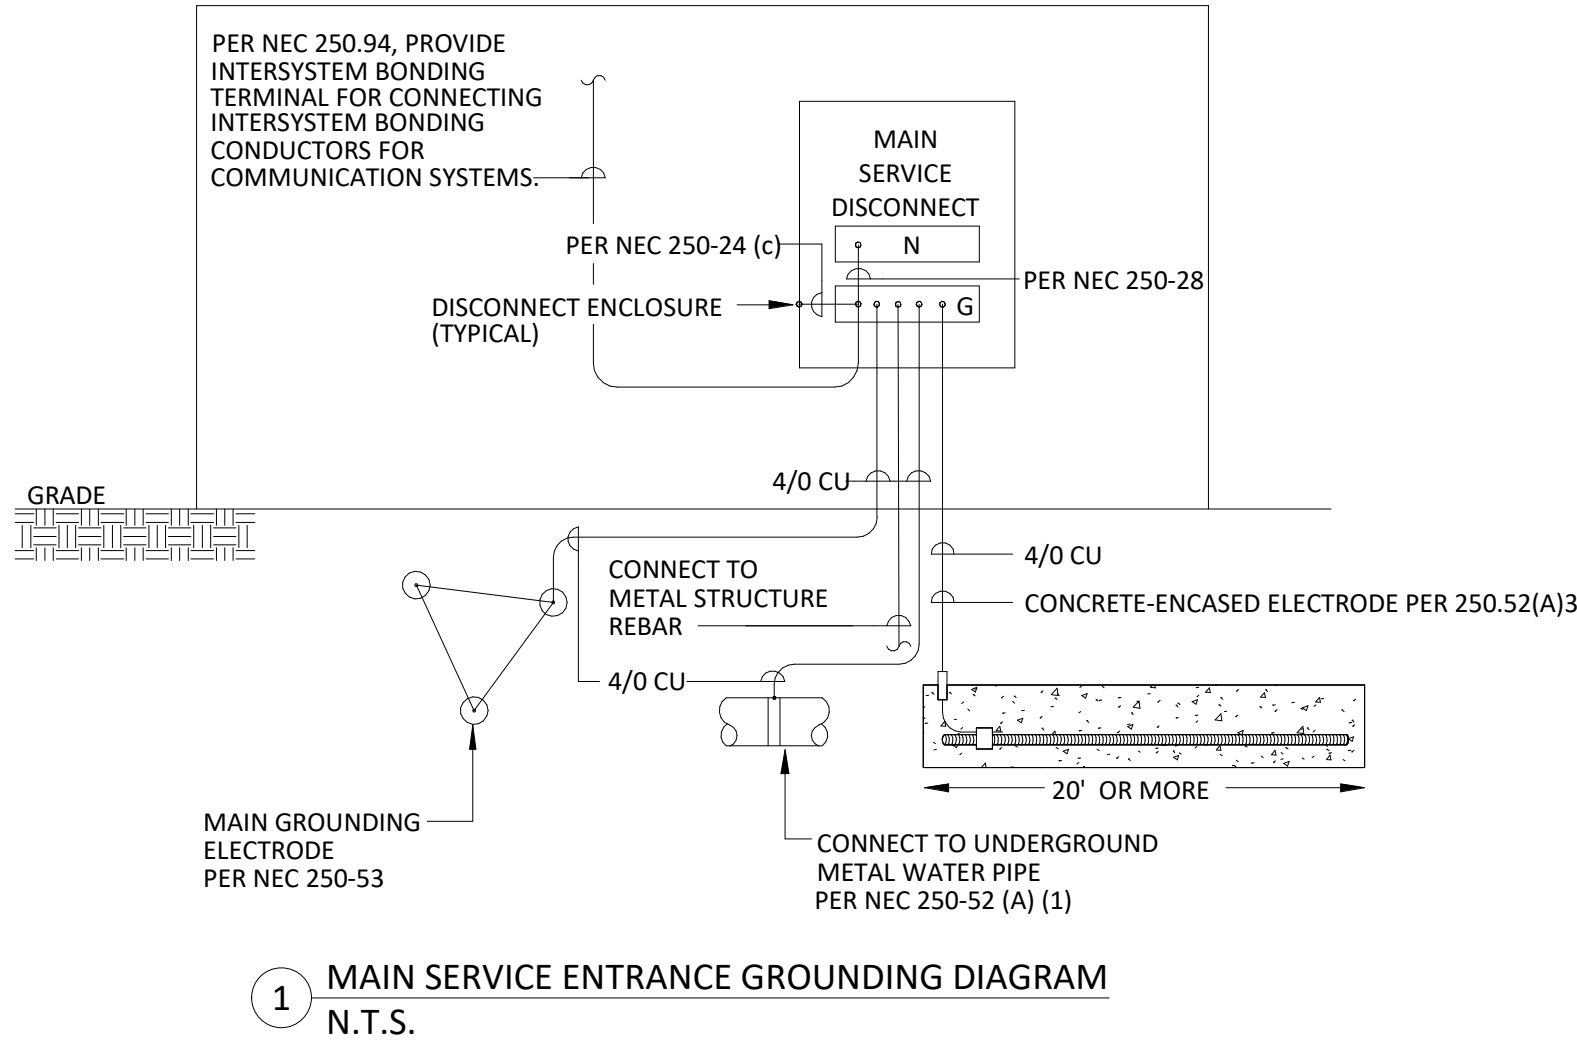 PER NEC 250.94, PROVIDE
INTERSYSTEM BONDING
TERMINAL FOR CONNECTING
INTERSYSTEM BONDING
CONDUCTORS FOR
COMMUNICATION SYSTEMS.
MAIN
SERVICE
DISCONNECT
N
PER NEC 250-24 (c)
PER NEC 250-28
DISCONNECT ENCLOSURE
(TYPICAL)
G
4/0 CU
GRADE
4/0 CU
CONNECT TO
METAL STRUCTURE
REBAR
CONCRETE-ENCASED ELECTRODE PER 250.52(A)3
4/0 CU
20' OR MORE
MAIN GROUNDING
ELECTRODE
PER NEC 250-53
CONNECT TO UNDERGROUND
METAL WATER PIPE
PER NEC 250-52 (A) (1)
1
MAIN SERVICE ENTRANCE GROUNDING DIAGRAM
N.T.S.